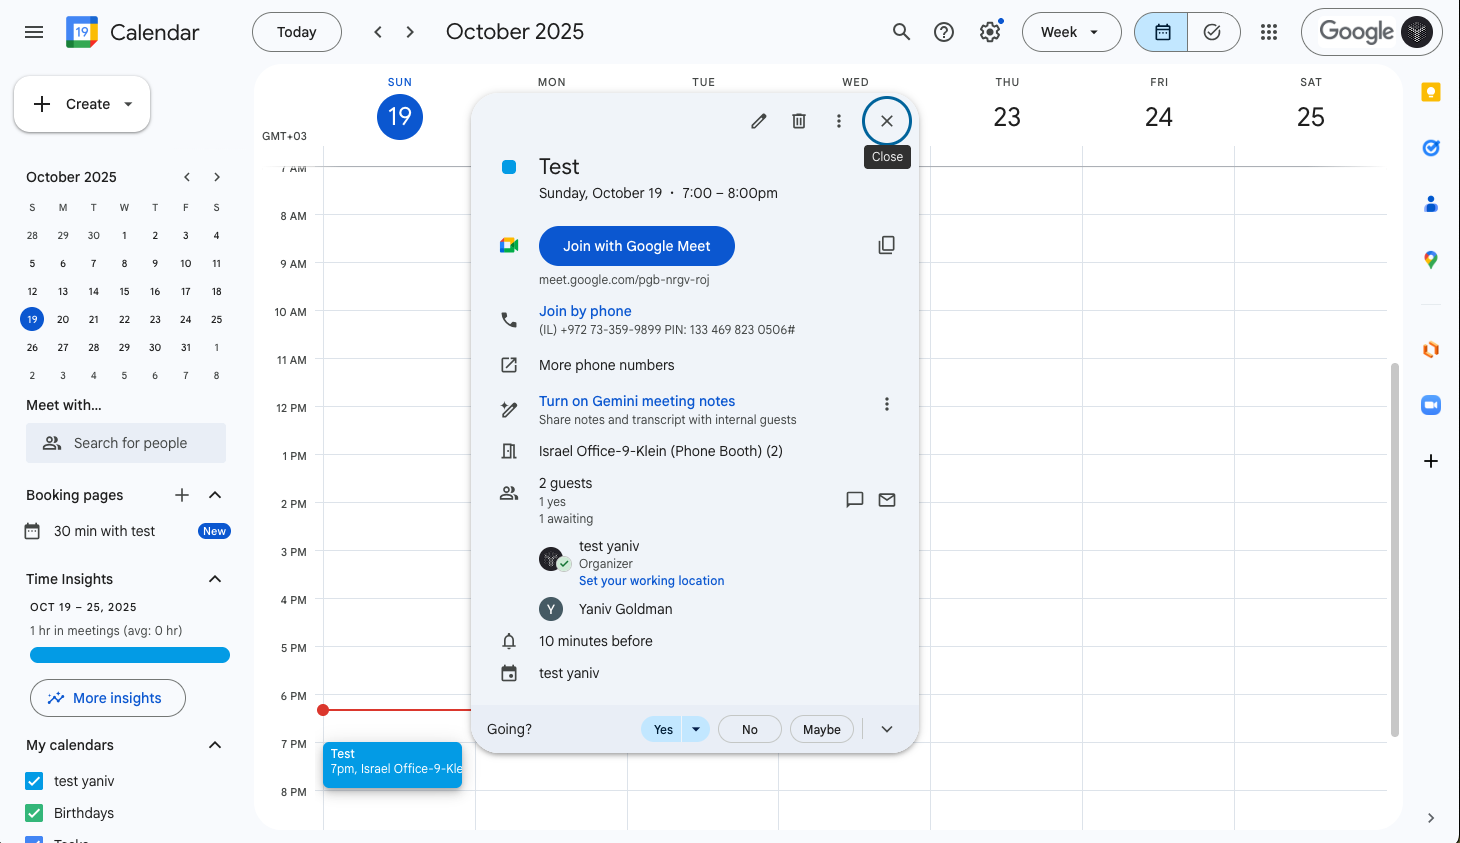 19 Calendar
Today
October 2025
Week
Google
Create
October 2025
S M T W T F S
28 29 30 1 2 3 4
5 6 7 8 9 10 11
12 13 14 15 16 17 18
19 20 21 22 23 24 25
26 27 28 29 30 31 1
2 3 4 5 6 7 8
Meet with...
Search for people
Booking pages
30 min with test New
Time Insights
OCT 19 – 25, 2025
1 hr in meetings (avg: 0 hr)
More insights
My calendars
test yaniv
Birthdays
Tasks
GMT+03
SUN MON TUE WED THU FRI SAT
19 23 24 25
7 AM
8 AM
9 AM
10 AM
11 AM
12 PM
1 PM
2 PM
3 PM
4 PM
5 PM
6 PM
7 PM
8 PM
Test
7pm, Israel Office-9-Kle
Close
Test
Sunday, October 19 · 7:00 – 8:00pm
Join with Google Meet
meet.google.com/pgb-nrgv-roj
Join by phone
(IL) +972 73-359-9899 PIN: 133 469 823 0506#
More phone numbers
Turn on Gemini meeting notes
Share notes and transcript with internal guests
Israel Office-9-Klein (Phone Booth) (2)
2 guests
1 yes
1 awaiting
test yaniv
Organizer
Set your working location
Y Yaniv Goldman
10 minutes before
test yaniv
Going? Yes No Maybe